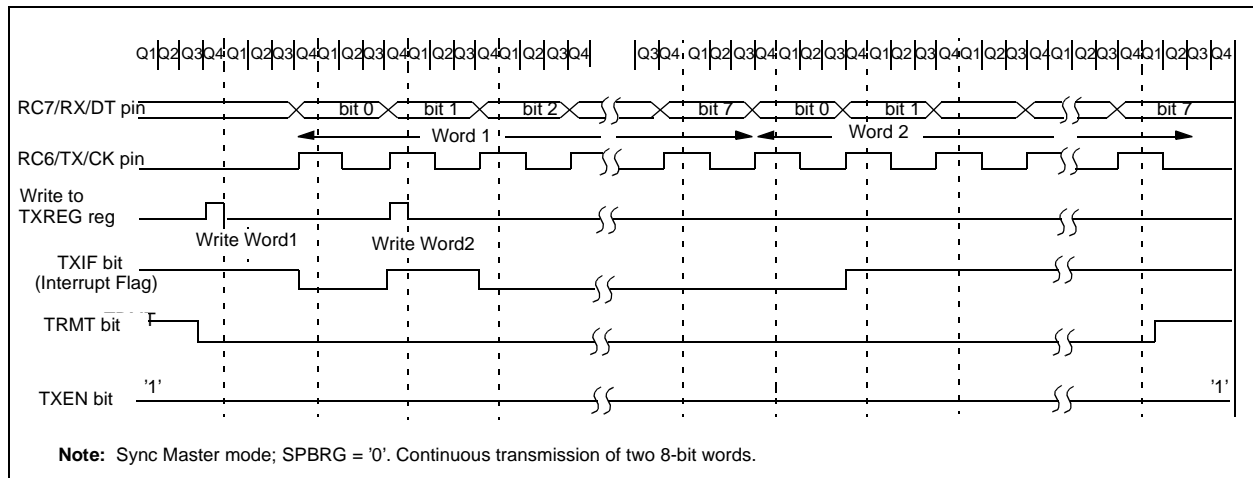 Q1 Q2 Q3 Q4 Q1 Q2 Q3 Q4 Q1 Q2 Q3 Q4 Q1 Q2 Q3 Q4 Q1 Q2 Q3 Q4 Q3 Q4 Q1 Q2 Q3 Q4 Q1 Q2 Q3 Q4 Q1 Q2 Q3 Q4 Q1 Q2 Q3 Q4 Q1 Q2 Q3 Q4 Q1 Q2 Q3 Q4
RC7/RX/DT pin bit 0 bit 1 bit 2 bit 7 bit 0 bit 1 bit 7
Word 1 Word 2
RC6/TX/CK pin
Write to
TXREG reg
Write Word1 Write Word2
TXIF bit
(Interrupt Flag)
TRMT bit
'1' '1'
TXEN bit
Note: Sync Master mode; SPBRG = '0'. Continuous transmission of two 8-bit words.